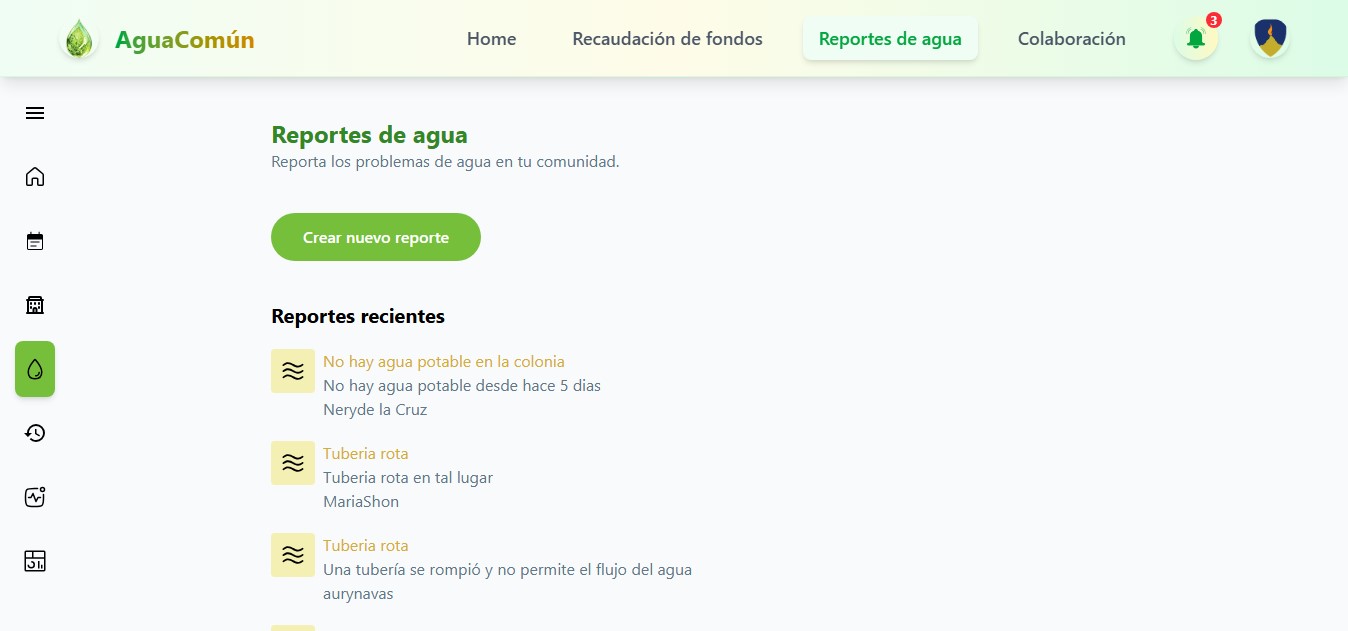 AguaComún
Home
Recaudación de fondos
Reportes de agua
Colaboración
3
Reportes de agua
Reporta los problemas de agua en tu comunidad.
Crear nuevo reporte
Reportes recientes
No hay agua potable en la colonia
No hay agua potable desde hace 5 dias
Neryde la Cruz
Tuberia rota
Tuberia rota en tal lugar
MariaShon
Tuberia rota
Una tubería se rompió y no permite el flujo del agua
aurynavas